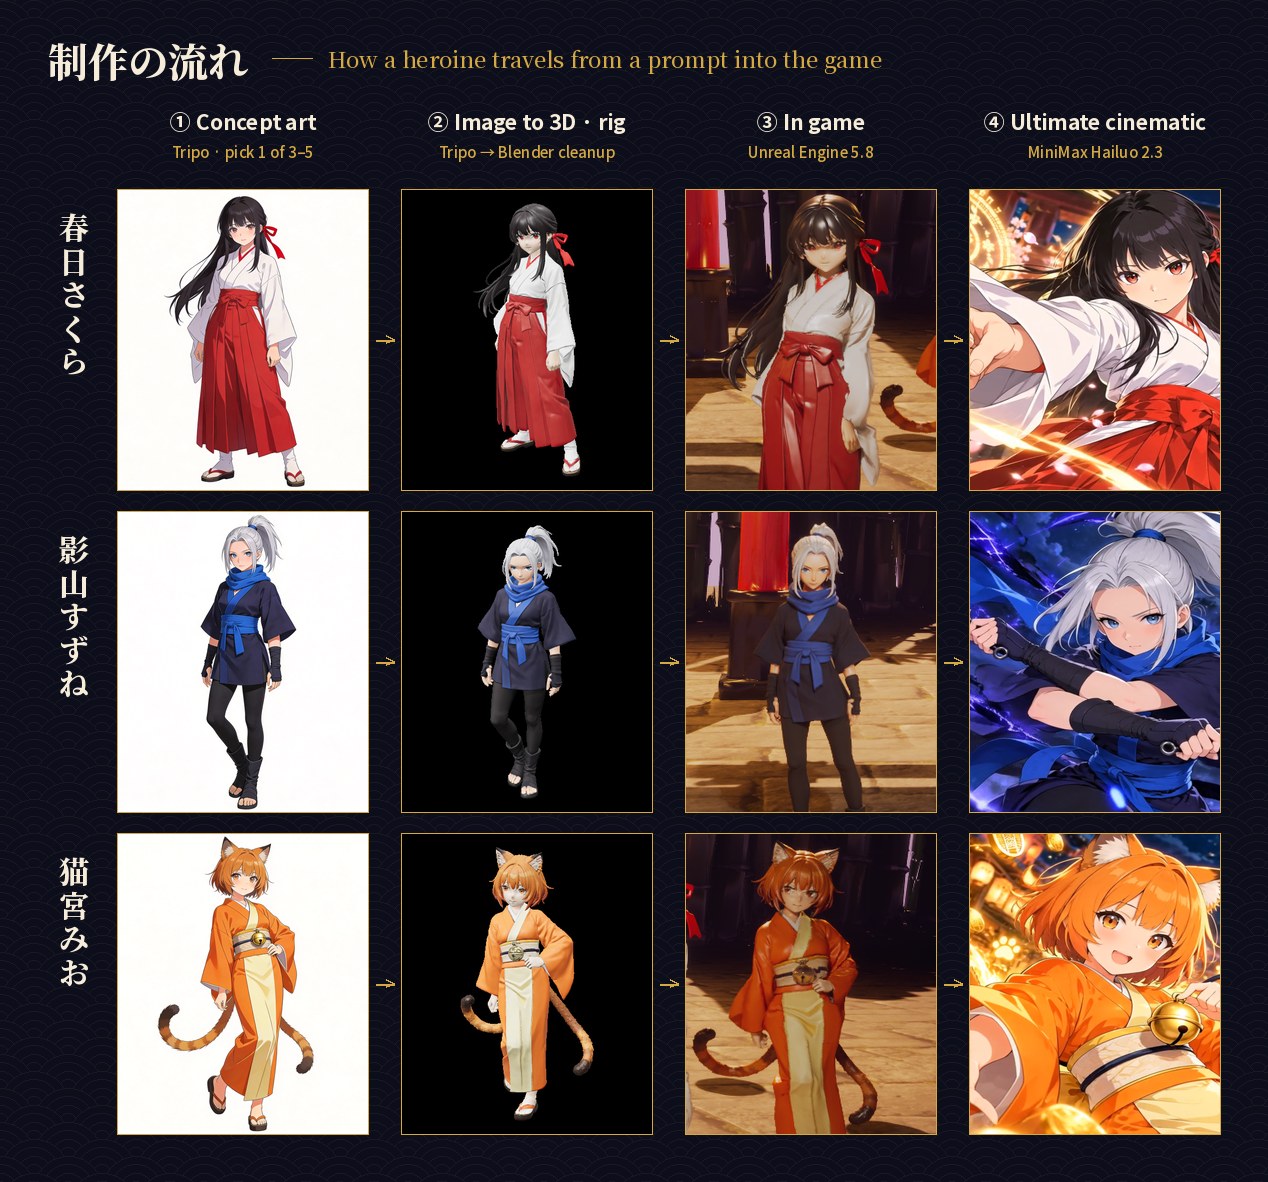 制作の流れ
How a heroine travels from a prompt into the game
① Concept art
Tripo · pick 1 of 3–5
② Image to 3D · rig
Tripo → Blender cleanup
③ In game
Unreal Engine 5.8
④ Ultimate cinematic
MiniMax Hailuo 2.3
春日さくら
影山すずね
猫宮みお